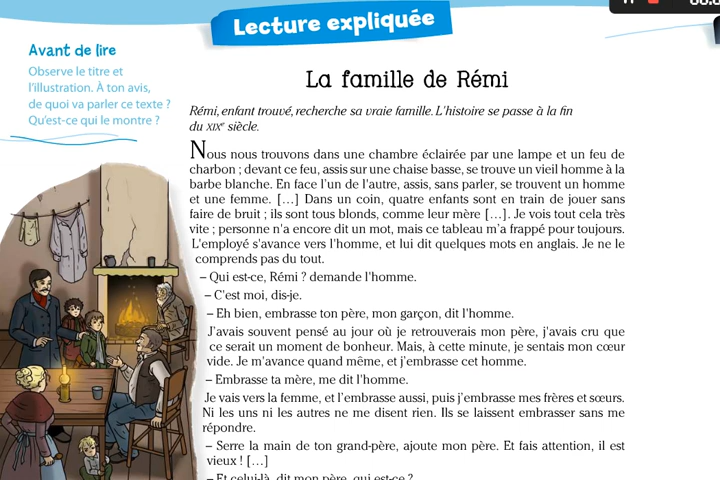 Lecture expliquée
Avant de lire
Observe le titre et
l'illustration. À ton avis,
de quoi va parler ce texte ?
Qu'est-ce qui le montre ?
La famille de Rémi
Rémi, enfant trouvé, recherche sa vraie famille. L'histoire se passe à la fin
du XIXe siècle.
Nous nous trouvons dans une chambre éclairée par une lampe et un feu de
charbon ; devant ce feu, assis sur une chaise basse, se trouve un vieil homme à la
barbe blanche. En face l'un de l'autre, assis, sans parler, se trouvent un homme
et une femme. […] Dans un coin, quatre enfants sont en train de jouer sans
faire de bruit ; ils sont tous blonds, comme leur mère […]. Je vois tout cela très
vite ; personne n'a encore dit un mot, mais ce tableau m'a frappé pour toujours.
L'employé s'avance vers l'homme, et lui dit quelques mots en anglais. Je ne le
comprends pas du tout.
– Qui est-ce, Rémi ? demande l'homme.
– C'est moi, dis-je.
– Eh bien, embrasse ton père, mon garçon, dit l'homme.
J'avais souvent pensé au jour où je retrouverais mon père, j'avais cru que
ce serait un moment de bonheur. Mais, à cette minute, je sentais mon cœur
vide. Je m'avance quand même, et j'embrasse cet homme.
– Embrasse ta mère, me dit l'homme.
Je vais vers la femme, et l'embrasse aussi, puis j'embrasse mes frères et sœurs.
Ni les uns ni les autres ne me disent rien. Ils se laissent embrasser sans me
répondre.
– Serre la main de ton grand-père, ajoute mon père. Et fais attention, il est
vieux ! […]
– Et celui-là, dit mon père, qui est-ce ?